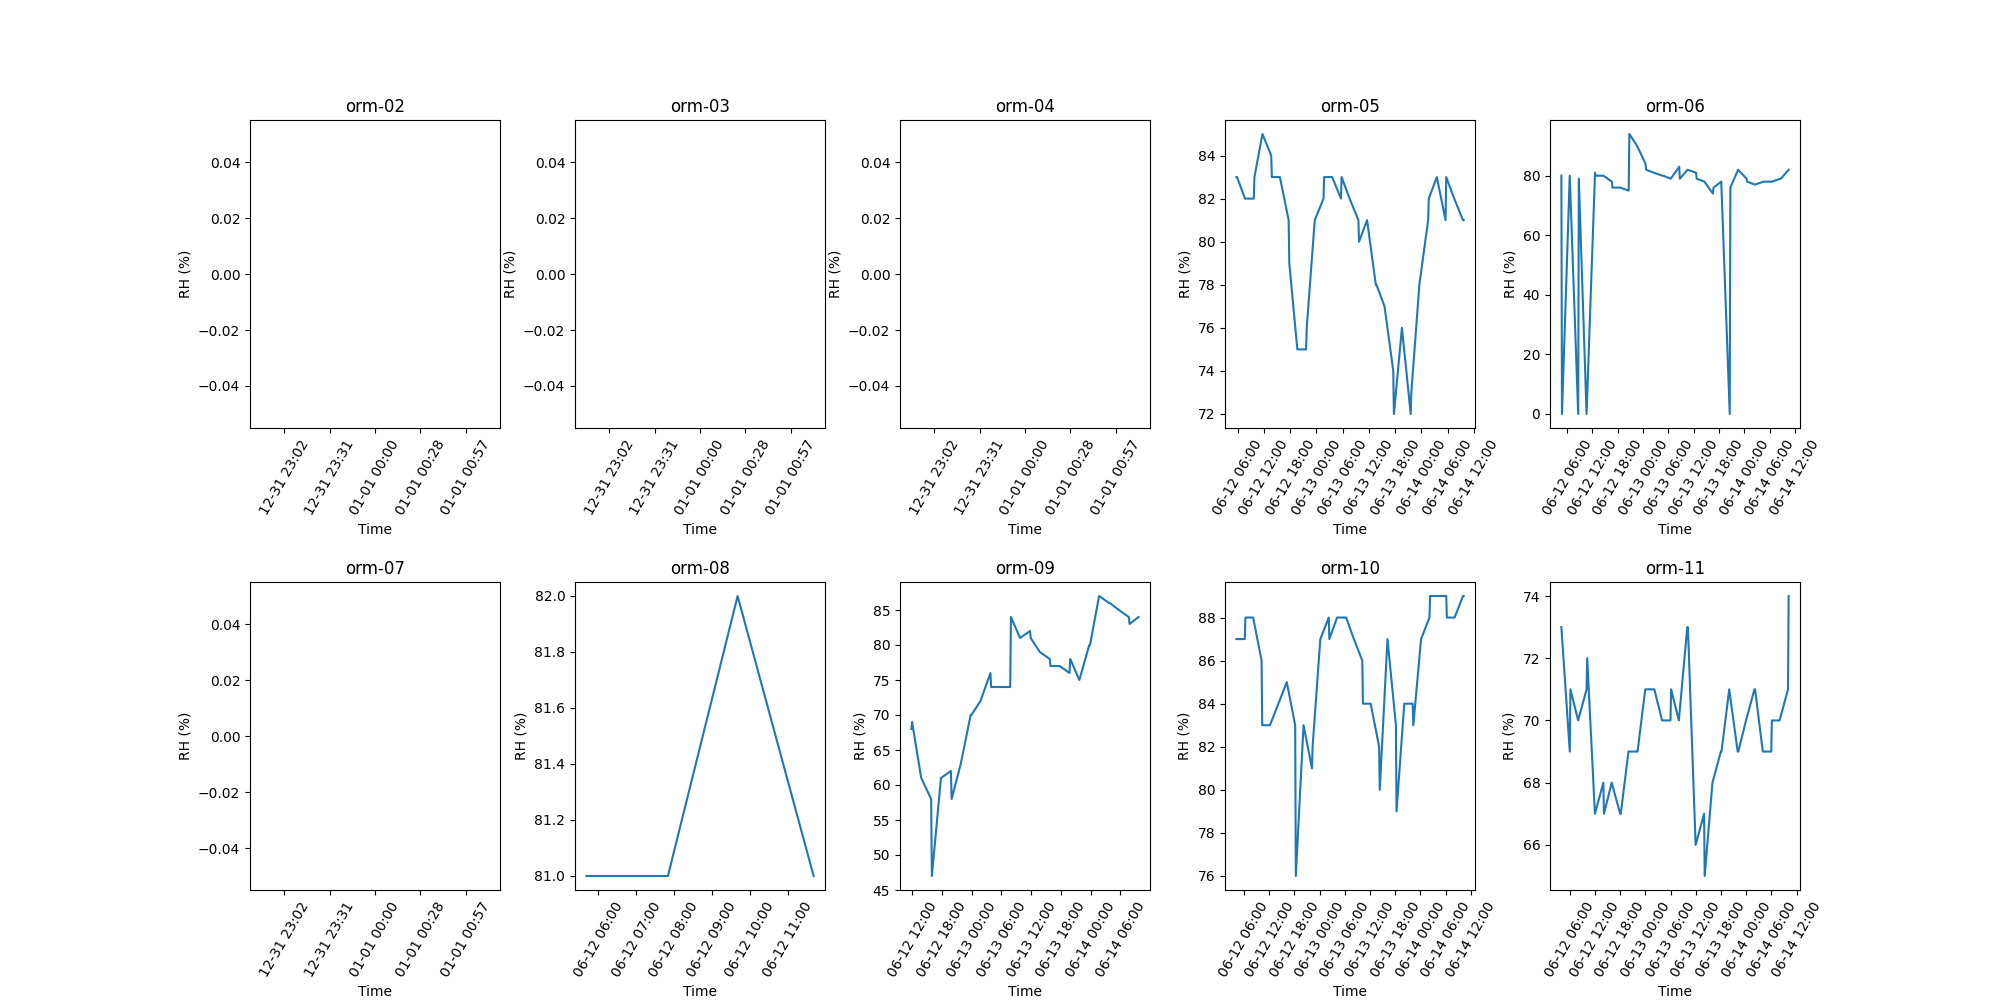 orm-02 orm-03 orm-04 orm-05 orm-06
RH (%) 0.04 0.02 0.00 −0.02 −0.04
12-31 23:02 12-31 23:31 01-01 00:00 01-01 00:28 01-01 00:57
Time
RH (%) 0.04 0.02 0.00 −0.02 −0.04
12-31 23:02 12-31 23:31 01-01 00:00 01-01 00:28 01-01 00:57
Time
RH (%) 0.04 0.02 0.00 −0.02 −0.04
12-31 23:02 12-31 23:31 01-01 00:00 01-01 00:28 01-01 00:57
Time
RH (%) 84 82 80 78 76 74 72
06-12 06:00 06-12 12:00 06-12 18:00 06-13 00:00 06-13 06:00 06-13 12:00 06-13 18:00 06-14 00:00 06-14 06:00 06-14 12:00
Time
RH (%) 80 60 40 20 0
06-12 06:00 06-12 12:00 06-12 18:00 06-13 00:00 06-13 06:00 06-13 12:00 06-13 18:00 06-14 00:00 06-14 06:00 06-14 12:00
Time
orm-07 orm-08 orm-09 orm-10 orm-11
RH (%) 0.04 0.02 0.00 −0.02 −0.04
12-31 23:02 12-31 23:31 01-01 00:00 01-01 00:28 01-01 00:57
Time
RH (%) 82.0 81.8 81.6 81.4 81.2 81.0
06-12 06:00 06-12 07:00 06-12 08:00 06-12 09:00 06-12 10:00 06-12 11:00
Time
RH (%) 85 80 75 70 65 60 55 50 45
06-12 12:00 06-12 18:00 06-13 00:00 06-13 06:00 06-13 12:00 06-13 18:00 06-14 00:00 06-14 06:00
Time
RH (%) 88 86 84 82 80 78 76
06-12 06:00 06-12 12:00 06-12 18:00 06-13 00:00 06-13 06:00 06-13 12:00 06-13 18:00 06-14 00:00 06-14 06:00 06-14 12:00
Time
RH (%) 74 72 70 68 66
06-12 06:00 06-12 12:00 06-12 18:00 06-13 00:00 06-13 06:00 06-13 12:00 06-13 18:00 06-14 00:00 06-14 06:00 06-14 12:00
Time